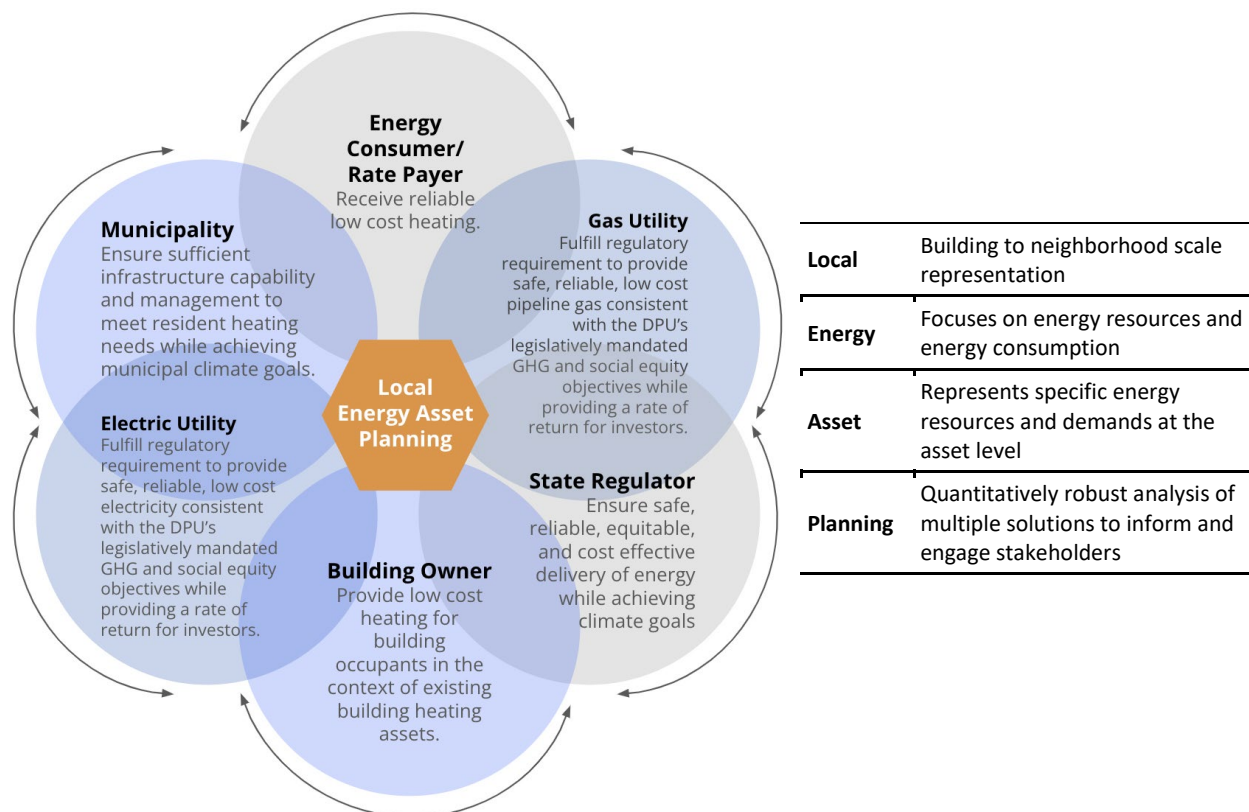 Energy
Consumer/
Rate Payer
Receive reliable
low cost heating.
Municipality
Ensure sufficient
infrastructure capability
and management to
meet resident heating
needs while achieving
municipal climate goals.
Gas Utility
Fulfill regulatory
requirement to provide
safe, reliable, low cost
pipeline gas consistent
with the DPU's
legislatively mandated
GHG and social equity
objectives while
providing a rate of
return for investors.
Local
Energy Asset
Planning
Electric Utility
Fulfill regulatory
requirement to provide
safe, reliable, low cost
electricity consistent
with the DPU's
legislatively mandated
GHG and social equity
objectives while
providing a rate of
return for investors.
State Regulator
Ensure safe,
reliable, equitable,
and cost effective
delivery of energy
while achieving
climate goals
Building Owner
Provide low cost
heating for
building
occupants in the
context of existing
building heating
assets.
Local
Building to neighborhood scale
representation
Energy
Focuses on energy resources and
energy consumption
Asset
Represents specific energy
resources and demands at the
asset level
Planning
Quantitatively robust analysis of
multiple solutions to inform and
engage stakeholders